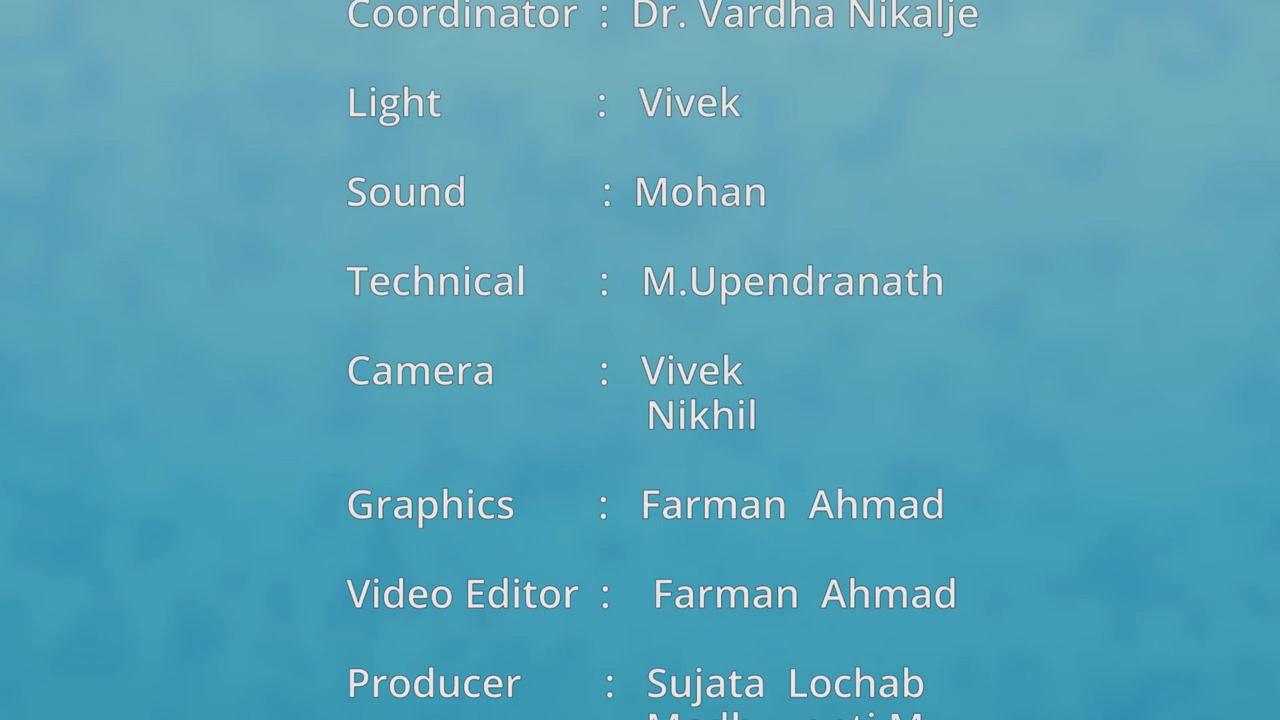 Coordinator : Dr. Vardha Nikalje
Light : Vivek
Sound : Mohan
Technical : M.Upendranath
Camera : Vivek
Nikhil
Graphics : Farman Ahmad
Video Editor : Farman Ahmad
Producer : Sujata Lochab